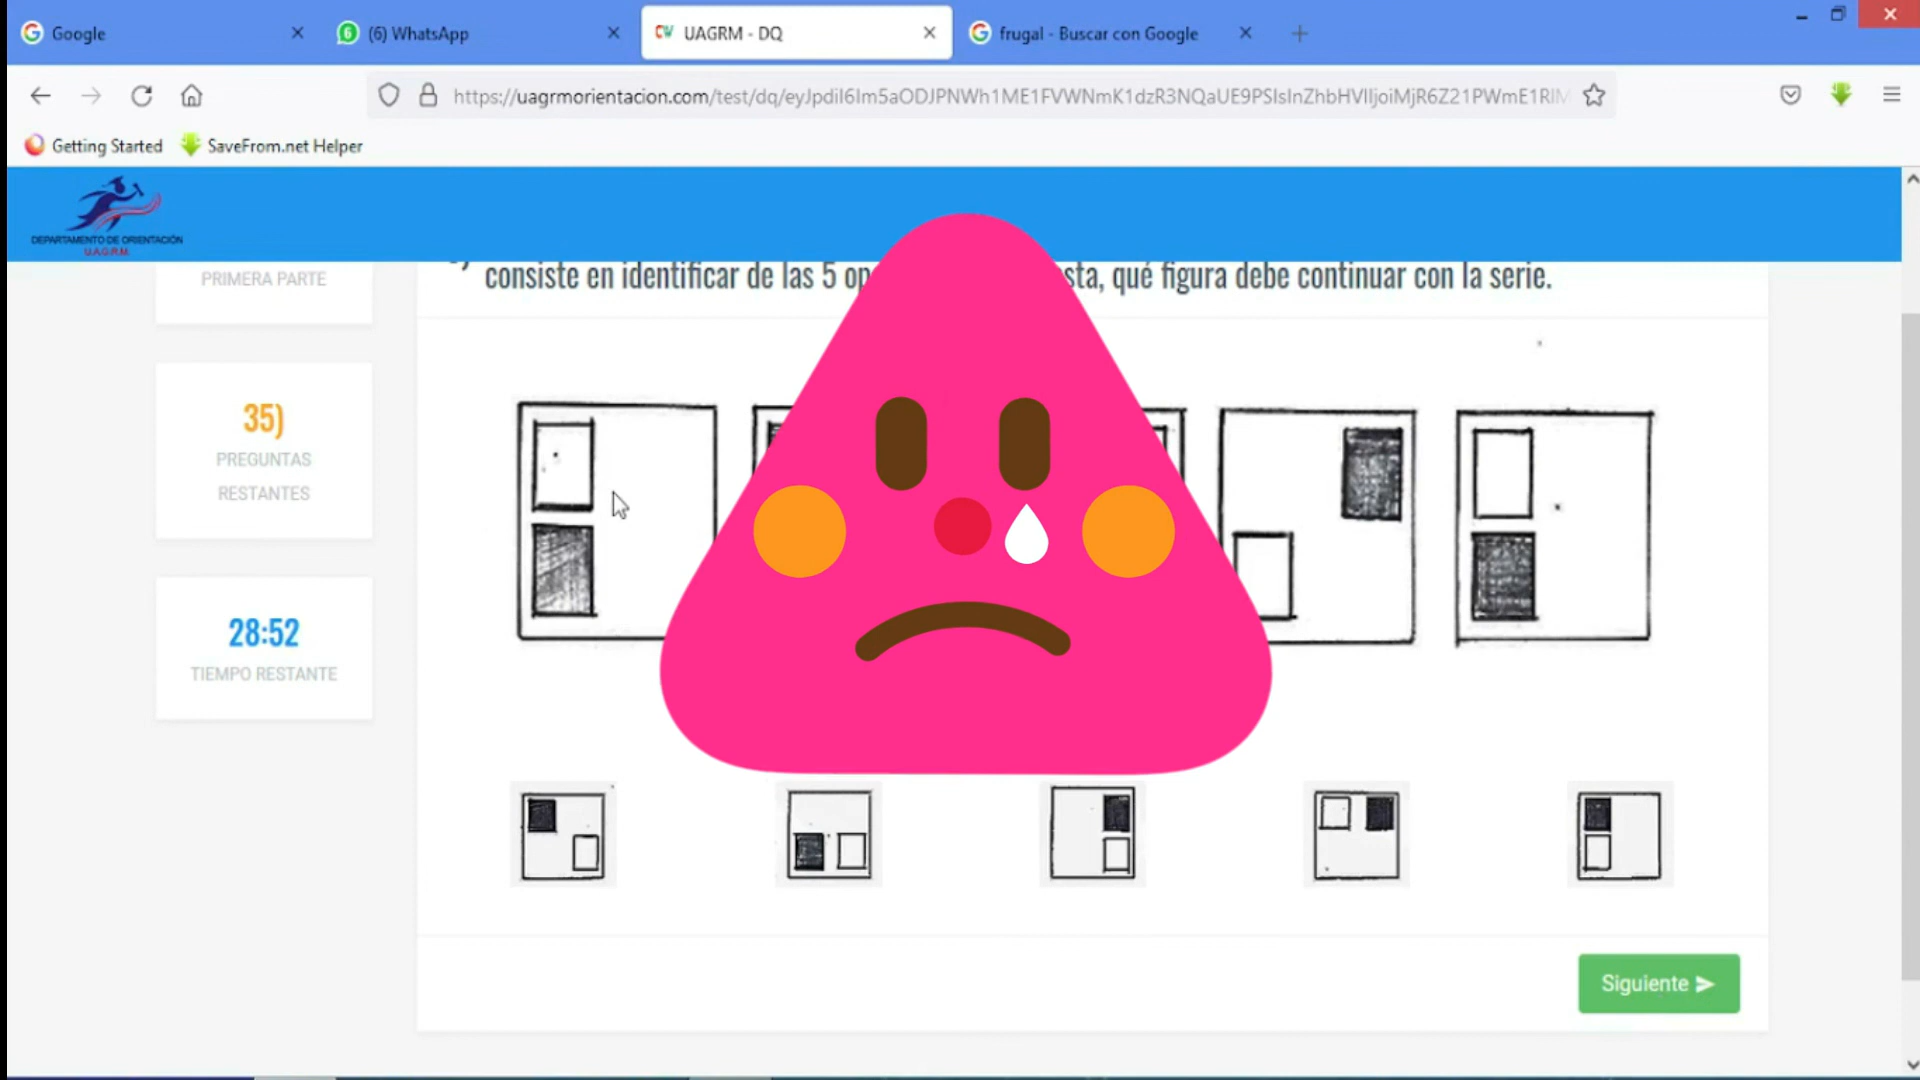 Google
(6) WhatsApp
UAGRM - DQ
frugal - Buscar con Google
https://uagrmorientacion.com/test/dq/
Getting Started
SaveFrom.net Helper
DEPARTAMENTO DE ORIENTACIÓN
UAGRM
PRIMERA PARTE
consiste en identificar de las 5 op sta, qué figura debe continuar con la serie.
35)
PREGUNTAS
RESTANTES
28:52
TIEMPO RESTANTE
Siguiente